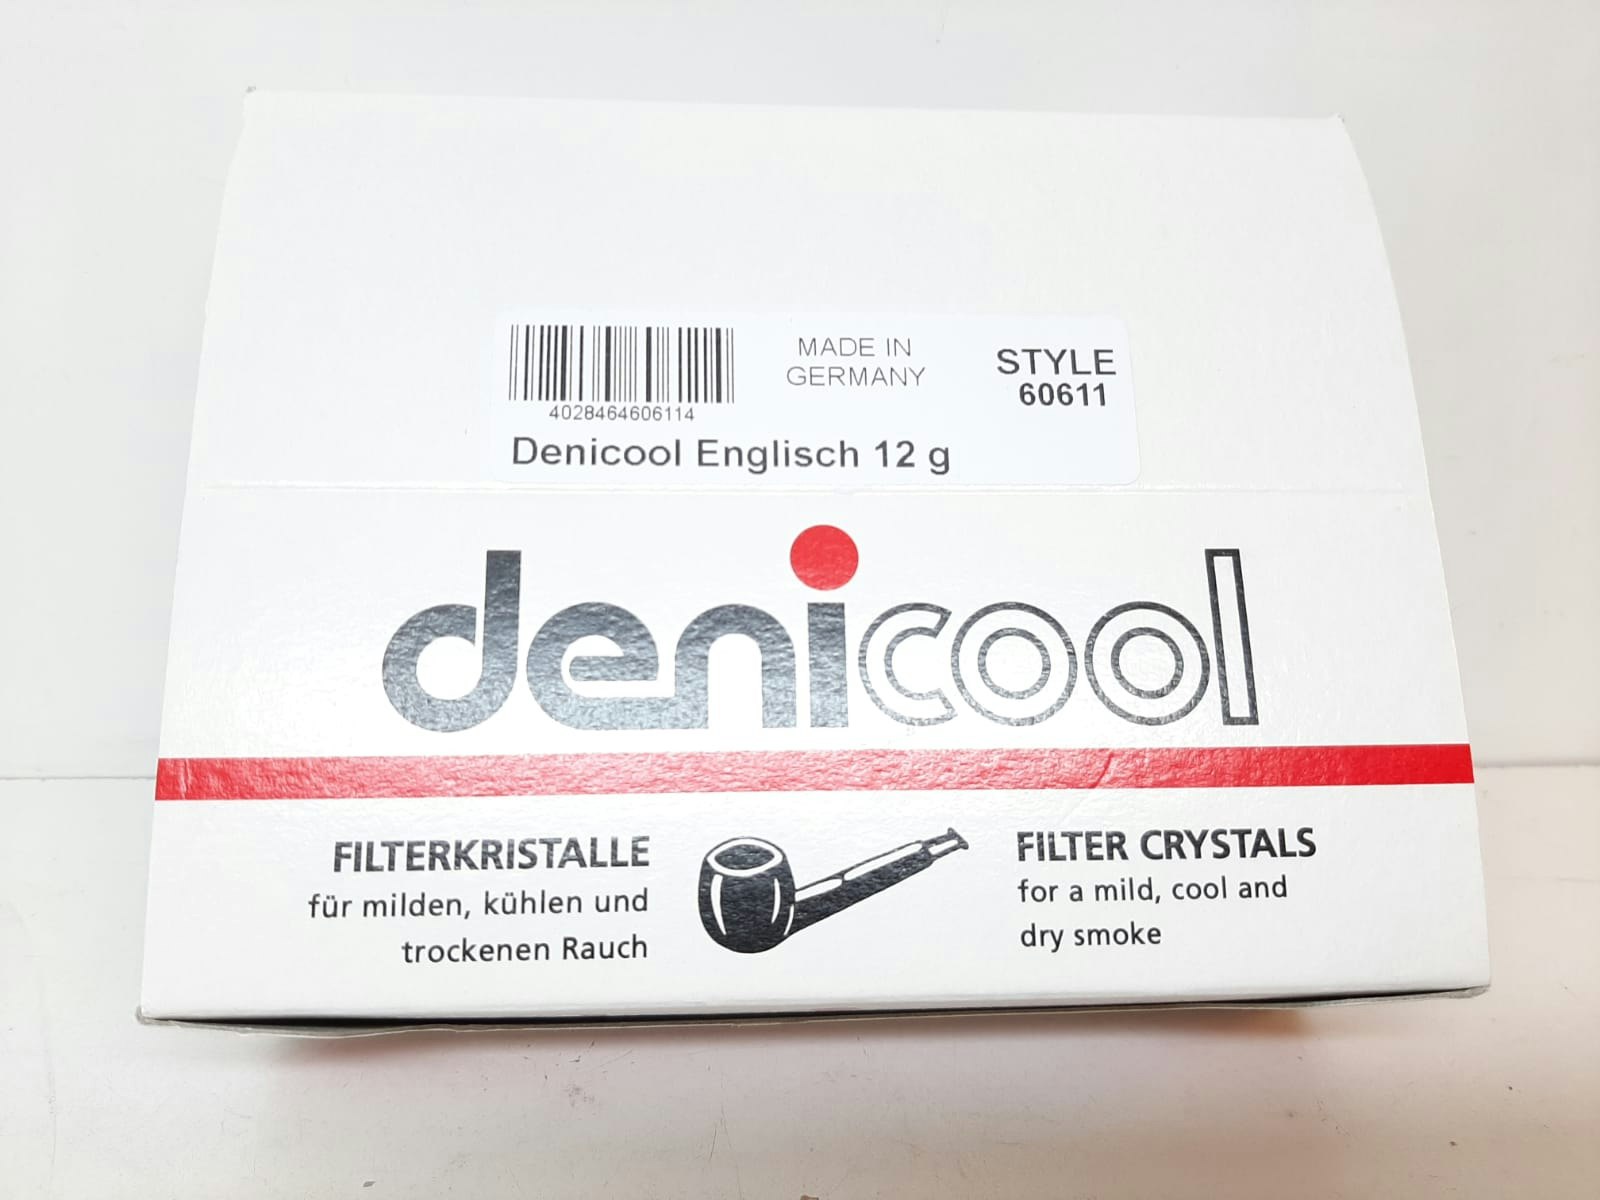 4028464606114
MADE IN
GERMANY
STYLE
60611
Denicool Englisch 12 g
denicool
FILTERKRISTALLE
für milden, kühlen und
trockenen Rauch
FILTER CRYSTALS
for a mild, cool and
dry smoke